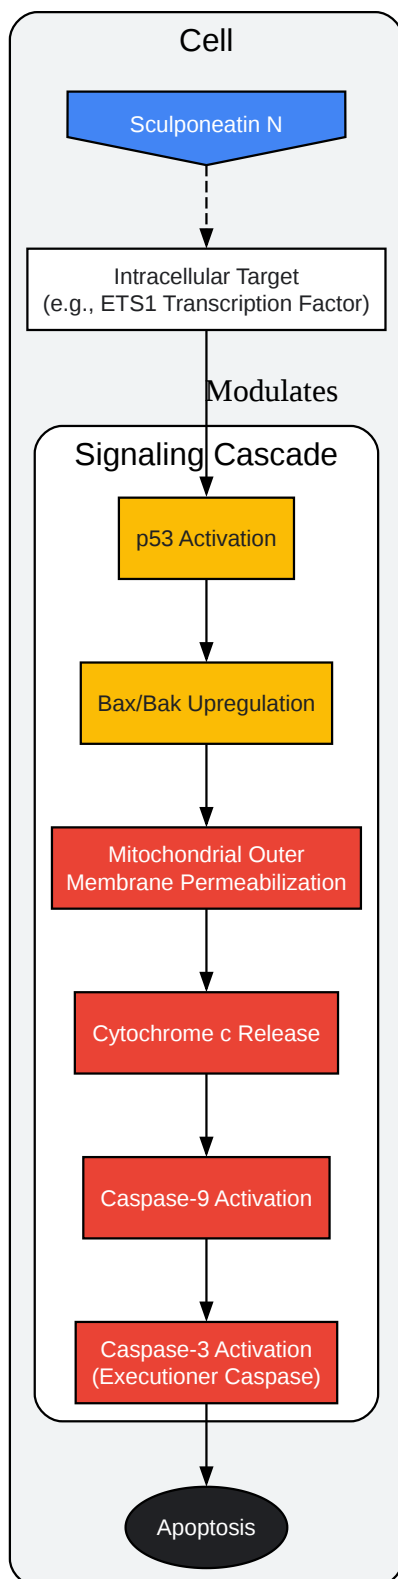 Cell
Sculponeatin N
Intracellular Target
(e.g., ETS1 Transcription Factor)
Modulates
Signaling Cascade
p53 Activation
Bax/Bak Upregulation
Mitochondrial Outer
Membrane Permeabilization
Cytochrome c Release
Caspase-9 Activation
Caspase-3 Activation
(Executioner Caspase)
Apoptosis